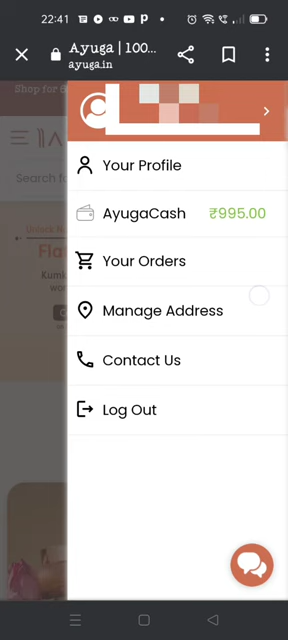 22:41
Ayuga | 100...
ayugain
Shop for
Search fo
Your Profile
AyugaCash ₹995.00
Your Orders
Manage Address
Contact Us
Log Out